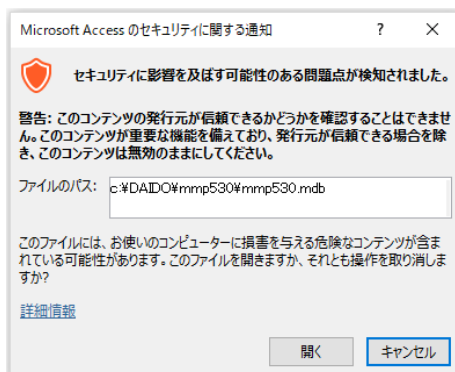 Microsoft Access のセキュリティに関する通知 ? ×
セキュリティに影響を及ぼす可能性のある問題点が検知されました。
警告: このコンテンツの発行元が信頼できるかどうかを確認することはできませ
ん。このコンテンツが重要な機能を備えており、発行元が信頼できる場合を除
き、このコンテンツは無効のままにしてください。
ファイルのパス: c:¥DAIDO¥mmp530¥mmp530.mdb
このファイルには、お使いのコンピューターに損害を与える危険なコンテンツが含ま
れている可能性があります。このファイルを開きますか、それとも操作を取り消しま
すか?
詳細情報
開く キャンセル